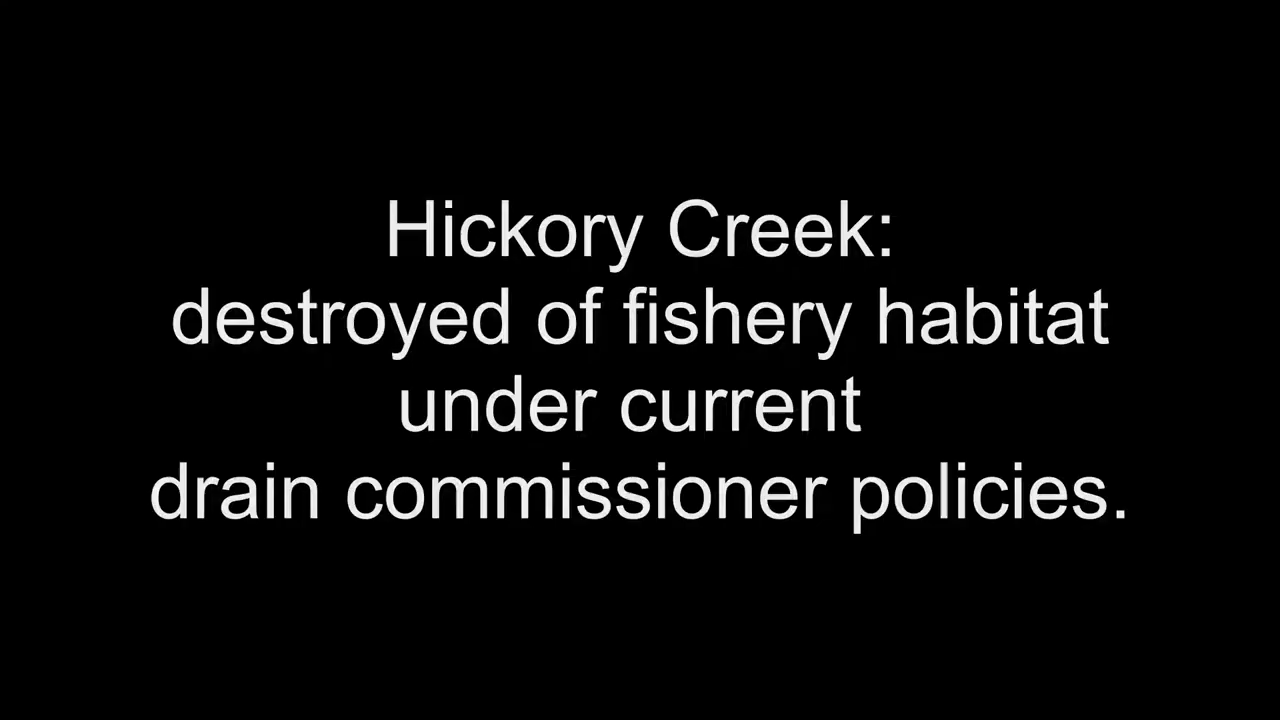 Hickory Creek:
destroyed of fishery habitat
under current
drain commissioner policies.